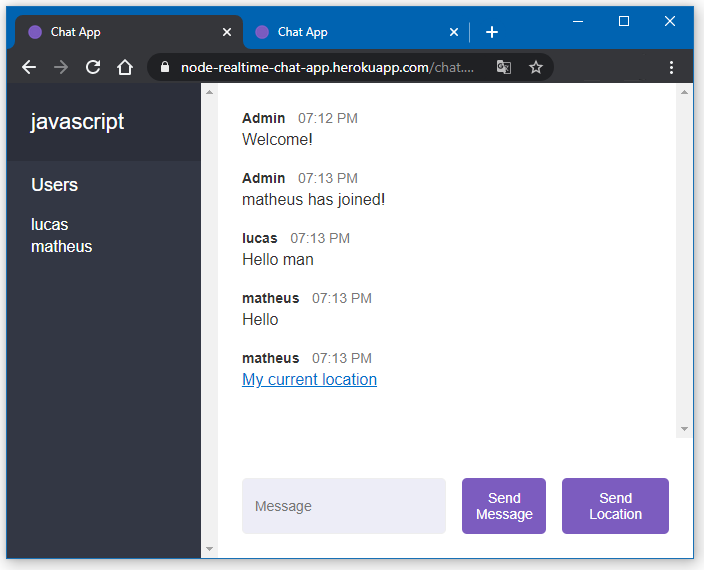 Chat App
Chat App
node-realtime-chat-app.herokuapp.com/chat....
javascript
Users
lucas
matheus
Admin 07:12 PM
Welcome!
Admin 07:13 PM
matheus has joined!
lucas 07:13 PM
Hello man
matheus 07:13 PM
Hello
matheus 07:13 PM
My current location
Message
Send
Message
Send
Location